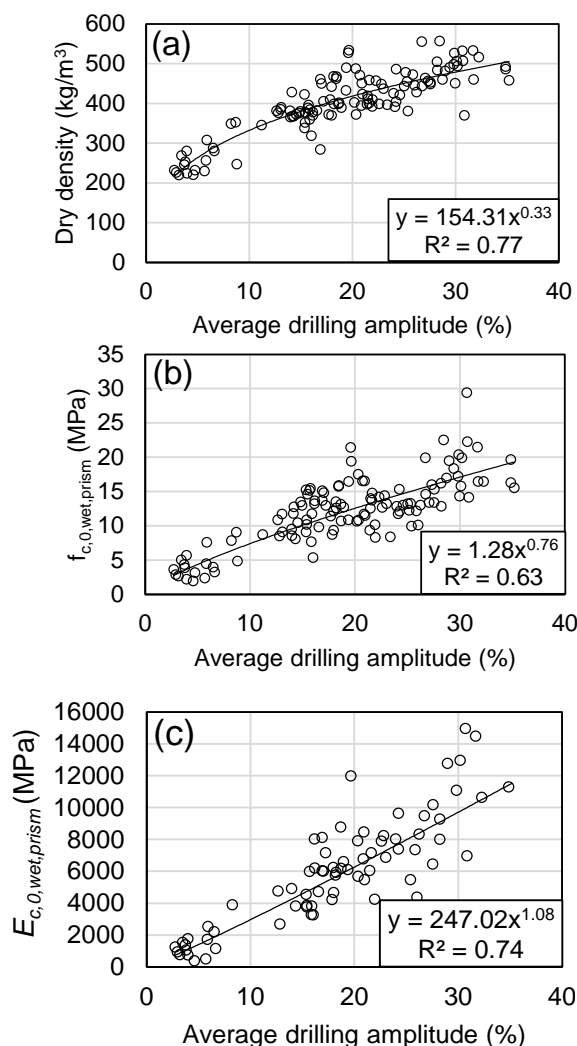 (a)
Dry density (kg/m³)
600
500
400
300
200
100
0
y = 154.31x^0.33
R² = 0.77
0 10 20 30 40
Average drilling amplitude (%)
(b)
f_c,0,wet,prism (MPa)
35
30
25
20
15
10
5
0
y = 1.28x^0.76
R² = 0.63
0 10 20 30 40
Average drilling amplitude (%)
(c)
E_c,0,wet,prism (MPa)
16000
14000
12000
10000
8000
6000
4000
2000
0
y = 247.02x^1.08
R² = 0.74
0 10 20 30 40
Average drilling amplitude (%)